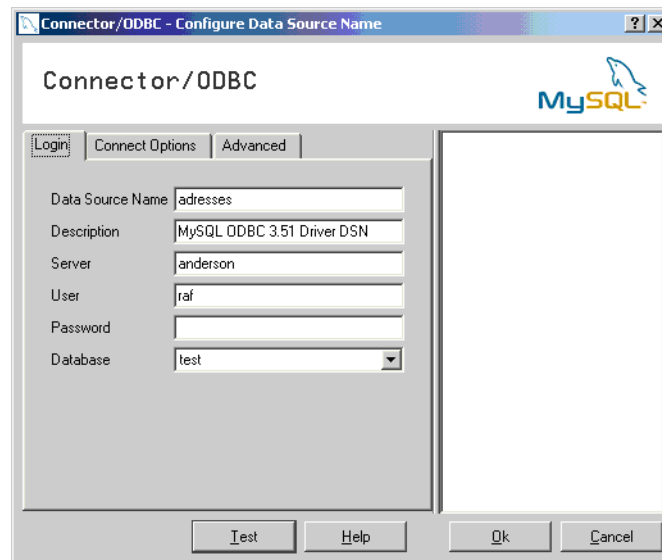 Connector/ODBC - Configure Data Source Name
Connector/ODBC
MySQL
Login Connect Options Advanced
Data Source Name adresses
Description MySQL ODBC 3.51 Driver DSN
Server anderson
User raf
Password
Database test
Test Help Ok Cancel